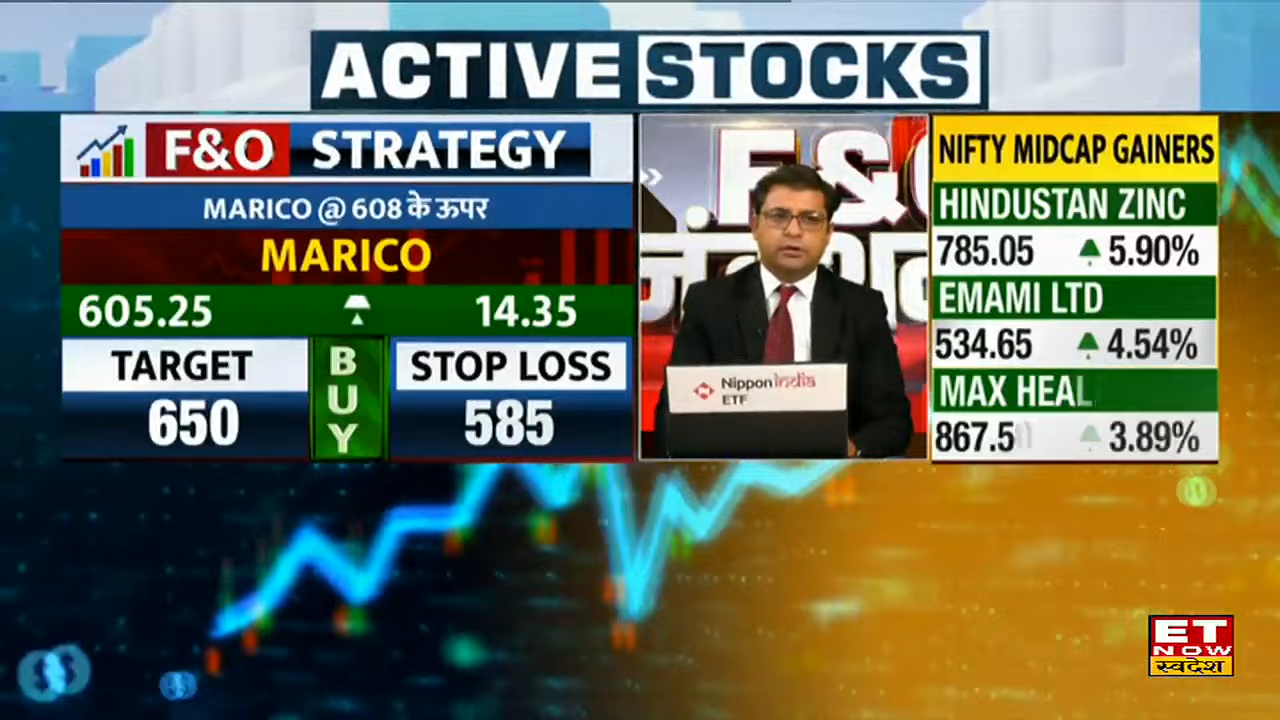 ACTIVE STOCKS
F&O STRATEGY
MARICO @ 608 के ऊपर
MARICO
605.25 14.35
TARGET
650
BUY
STOP LOSS
585
F&
Nippon India
ETF
NIFTY MIDCAP GAINERS
HINDUSTAN ZINC
785.05 5.90%
EMAMI LTD
534.65 4.54%
MAX HEAL
867.50 3.89%
ET
NOW
स्वदेश